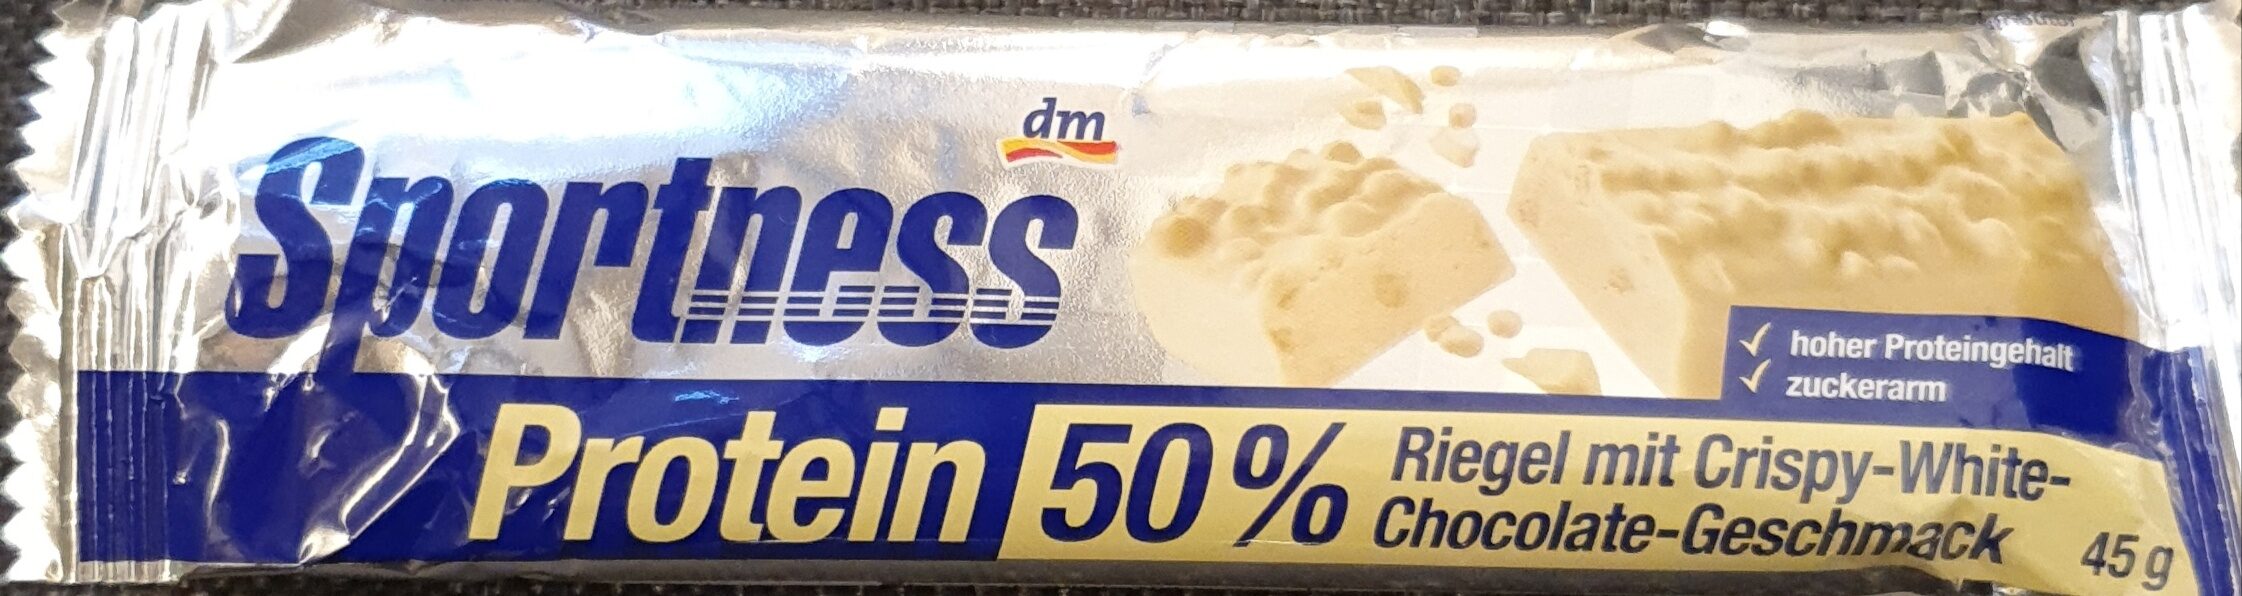 dm
Sportness
hoher Proteingehalt
zuckerarm
Protein 50%
Riegel mit Crispy-White-
Chocolate-Geschmack
45 g